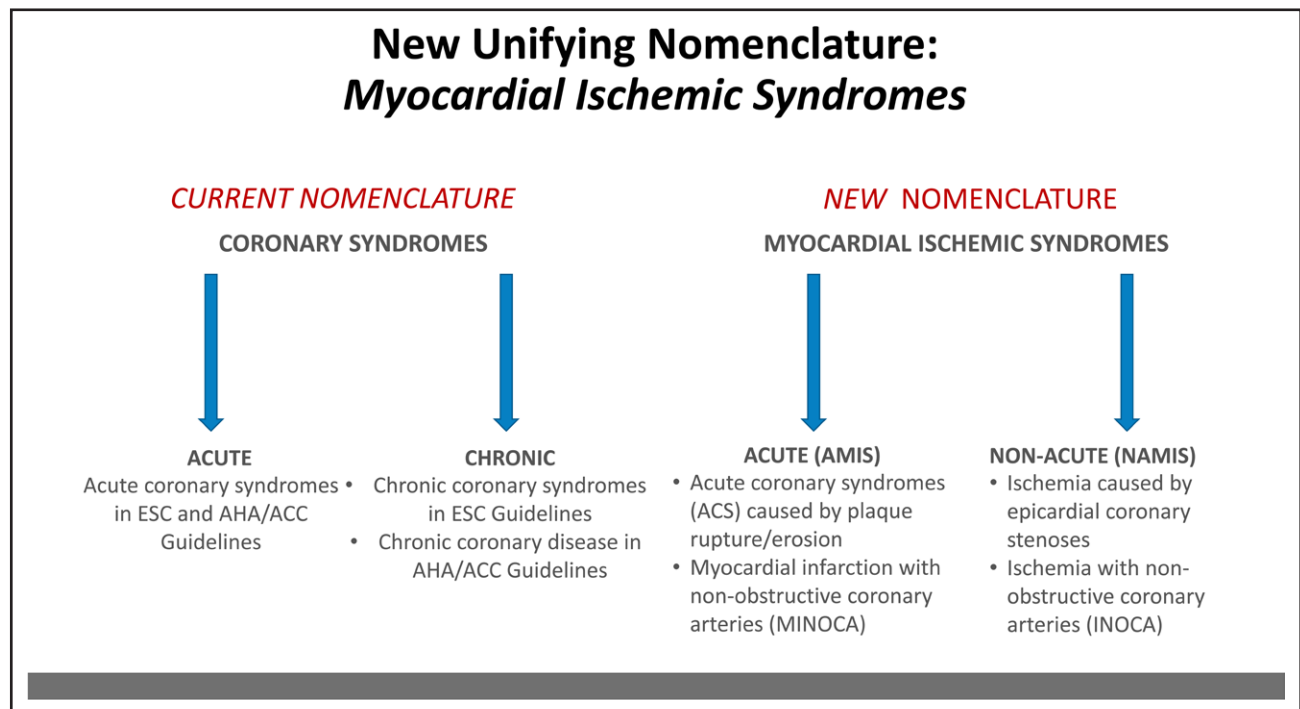 New Unifying Nomenclature:
Myocardial Ischemic Syndromes
CURRENT NOMENCLATURE
CORONARY SYNDROMES
ACUTE
Acute coronary syndromes
in ESC and AHA/ACC
Guidelines
CHRONIC
• Chronic coronary syndromes
in ESC Guidelines
• Chronic coronary disease in
AHA/ACC Guidelines
NEW NOMENCLATURE
MYOCARDIAL ISCHEMIC SYNDROMES
ACUTE (AMIS)
• Acute coronary syndromes
(ACS) caused by plaque
rupture/erosion
• Myocardial infarction with
non-obstructive coronary
arteries (MINOCA)
NON-ACUTE (NAMIS)
• Ischemia caused by
epicardial coronary
stenoses
• Ischemia with non-
obstructive coronary
arteries (INOCA)